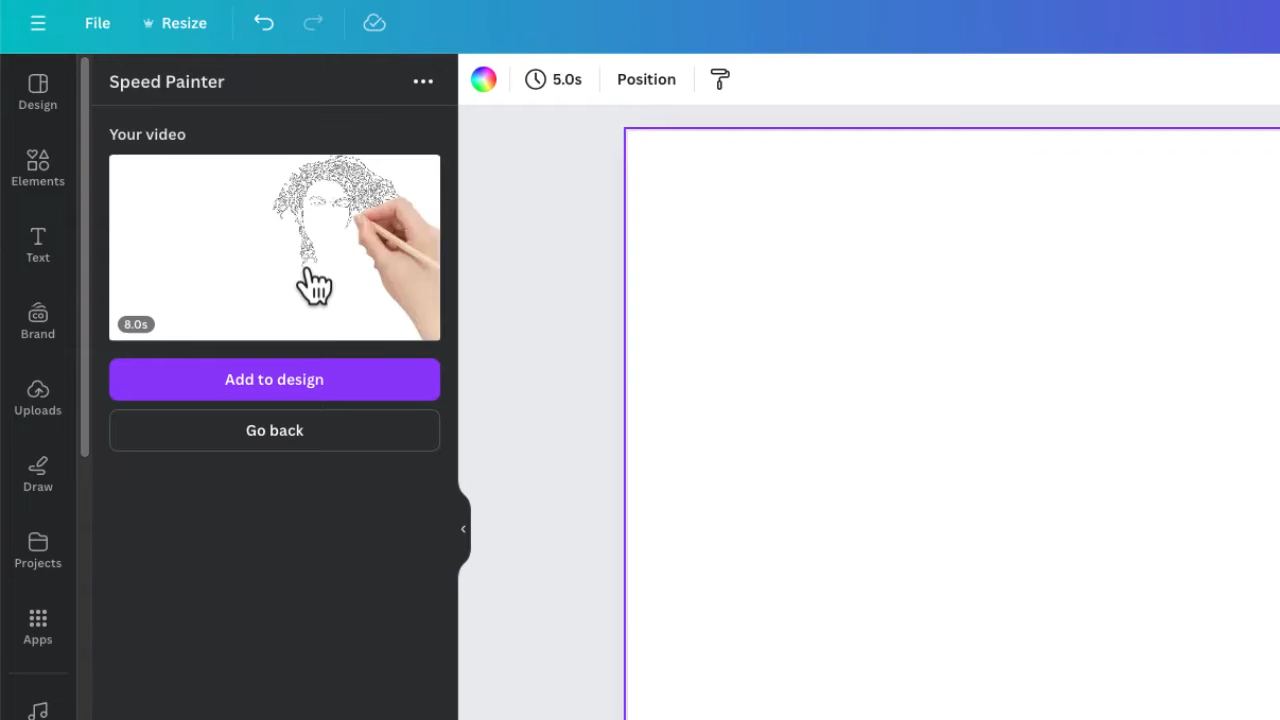 File
Resize
Design
Elements
Text
Brand
co
Uploads
Draw
Projects
Apps
Speed Painter
Your video
8.0s
Add to design
Go back
5.0s
Position